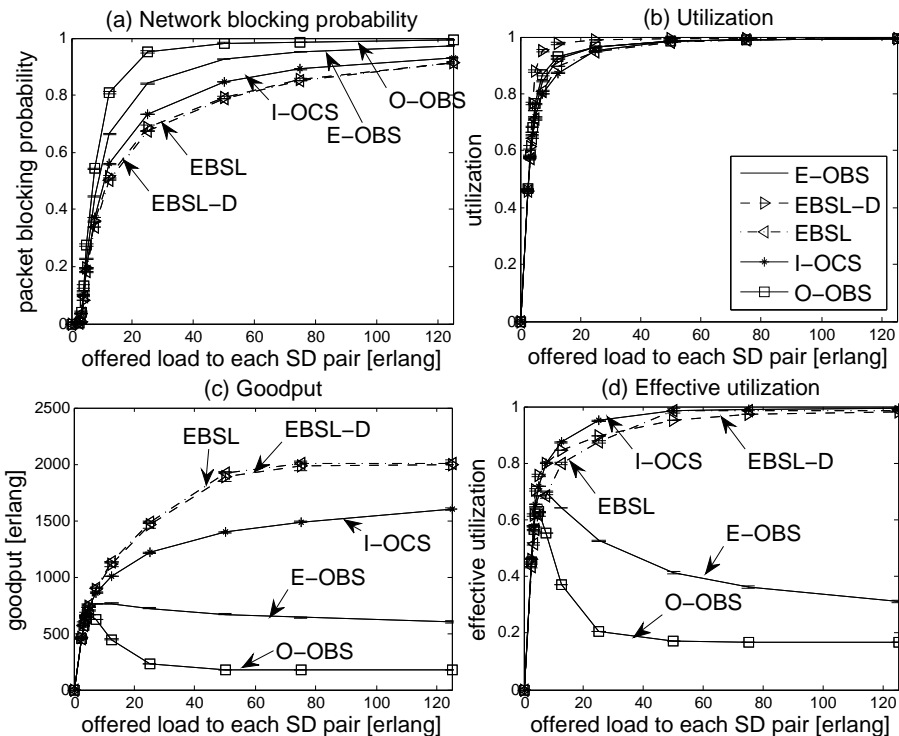 (a) Network blocking probability
packet blocking probability
1
0.8
0.6
0.4
0.2
0
0 20 40 60 80 100 120
offered load to each SD pair [erlang]
I-OCS
O-OBS
E-OBS
EBSL
EBSL-D
(b) Utilization
utilization
1
0.8
0.6
0.4
0.2
0
0 20 40 60 80 100 120
offered load to each SD pair [erlang]
E-OBS
EBSL-D
EBSL
I-OCS
O-OBS
(c) Goodput
goodput [erlang]
2500
2000
1500
1000
500
0
0 20 40 60 80 100 120
offered load to each SD pair [erlang]
EBSL
EBSL-D
I-OCS
E-OBS
O-OBS
(d) Effective utilization
effective utilization
1
0.8
0.6
0.4
0.2
0
0 20 40 60 80 100 120
offered load to each SD pair [erlang]
I-OCS
EBSL-D
EBSL
E-OBS
O-OBS